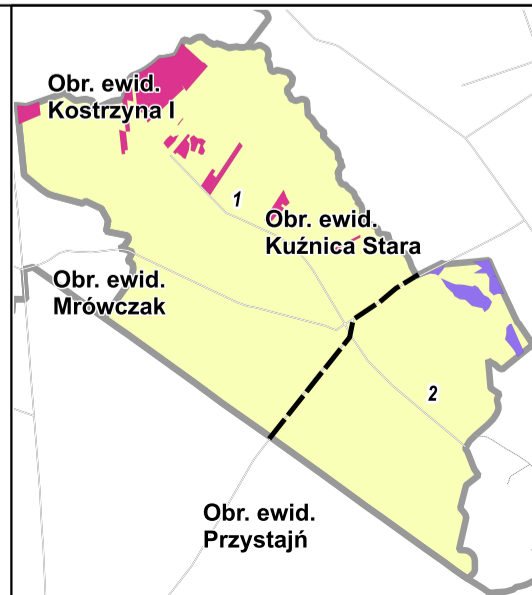 Obr. ewid.
Kostrzyna I
1
Obr. ewid.
Kuźnica Stara
Obr. ewid.
Mrówczak
2
Obr. ewid.
Przystajń